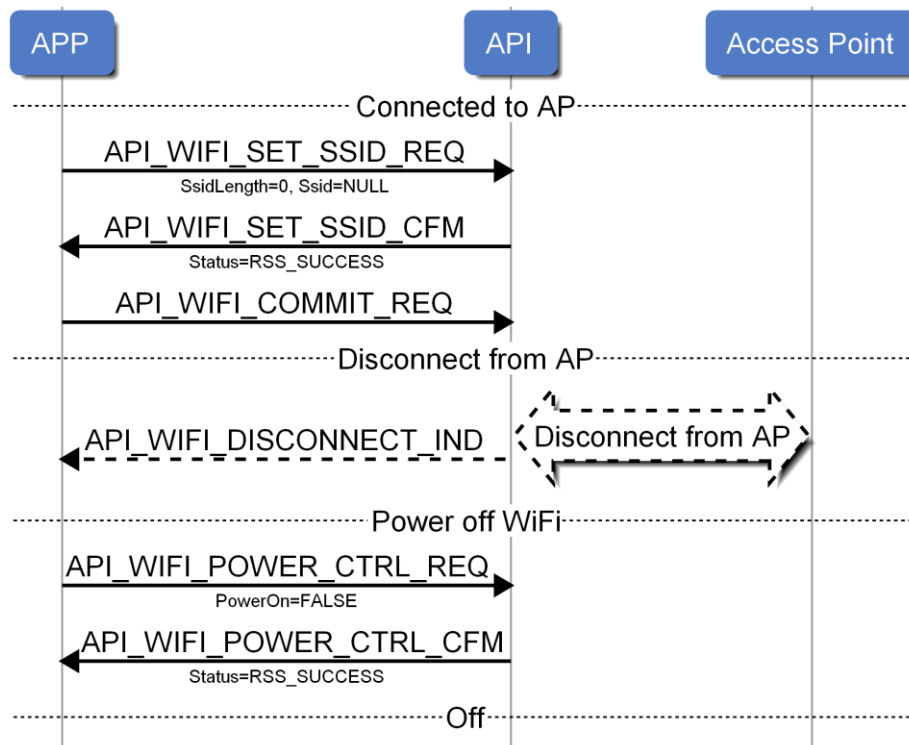 APP
API
Access Point
Connected to AP
API_WIFI_SET_SSID_REQ
SsidLength=0, Ssid=NULL
API_WIFI_SET_SSID_CFM
Status=RSS_SUCCESS
API_WIFI_COMMIT_REQ
Disconnect from AP
API_WIFI_DISCONNECT_IND
Disconnect from AP
Power off WiFi
API_WIFI_POWER_CTRL_REQ
PowerOn=FALSE
API_WIFI_POWER_CTRL_CFM
Status=RSS_SUCCESS
Off